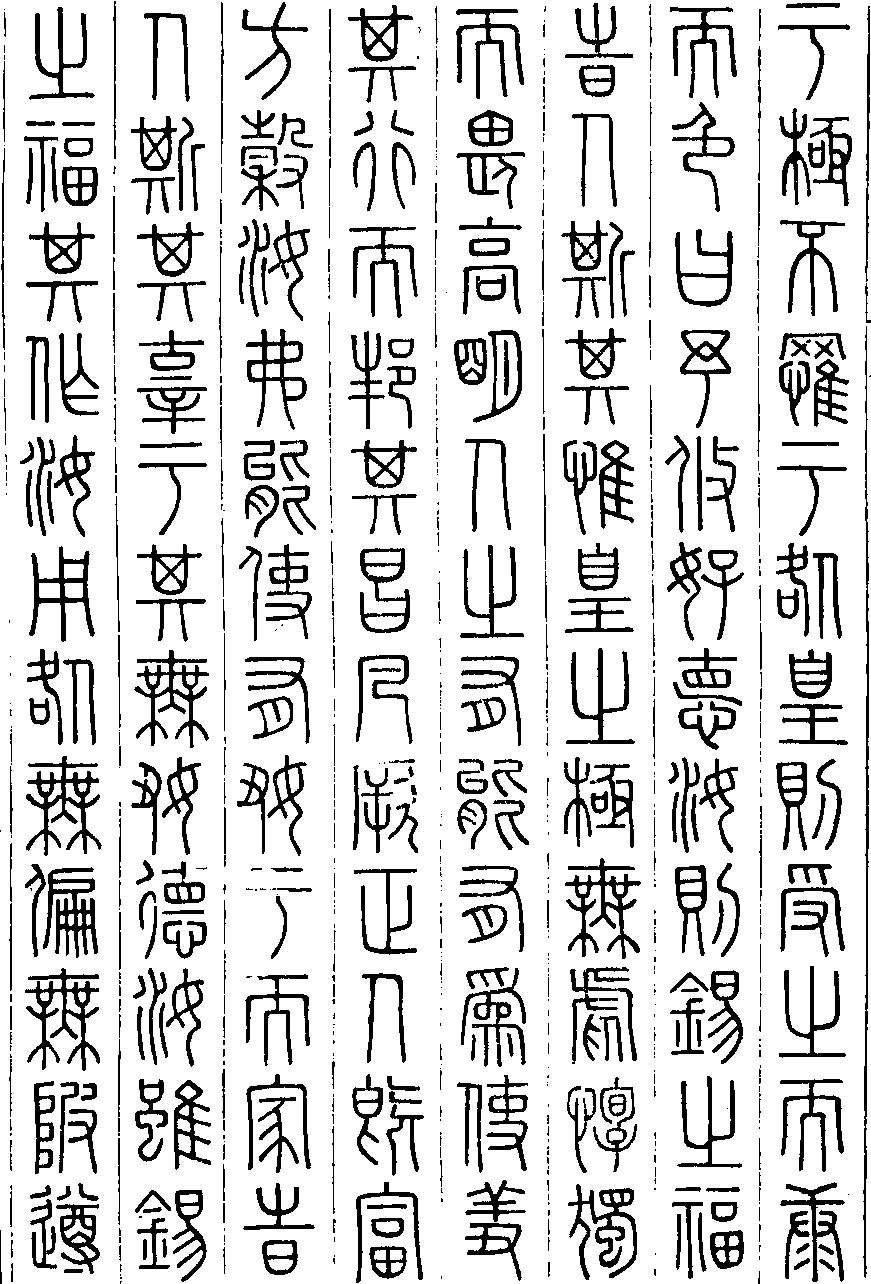 于極不罹于咎皇則受之而康
而色曰予攸好德汝則錫之福
時人斯其惟皇之極無虐惸獨
而畏高明人之有能有為使羞
其行而邦其昌凡厥正人既富
方穀汝弗能使有好于而家時
人斯其辜于其無好德汝雖錫
之福其作汝用咎無偏無陂遵